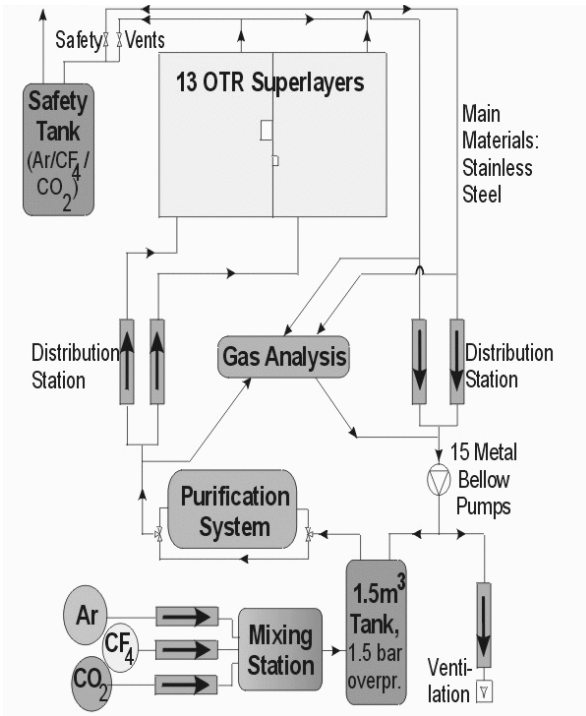 Safety
Vents
Safety
Tank
(Ar/CF4/
CO2)
13 OTR Superlayers
Main
Materials:
Stainless
Steel
Distribution
Station
Gas Analysis
Distribution
Station
15 Metal
Bellow
Pumps
Purification
System
Ar
CF4
CO2
Mixing
Station
1.5m3
Tank,
1.5 bar
overpr.
Venti-
lation